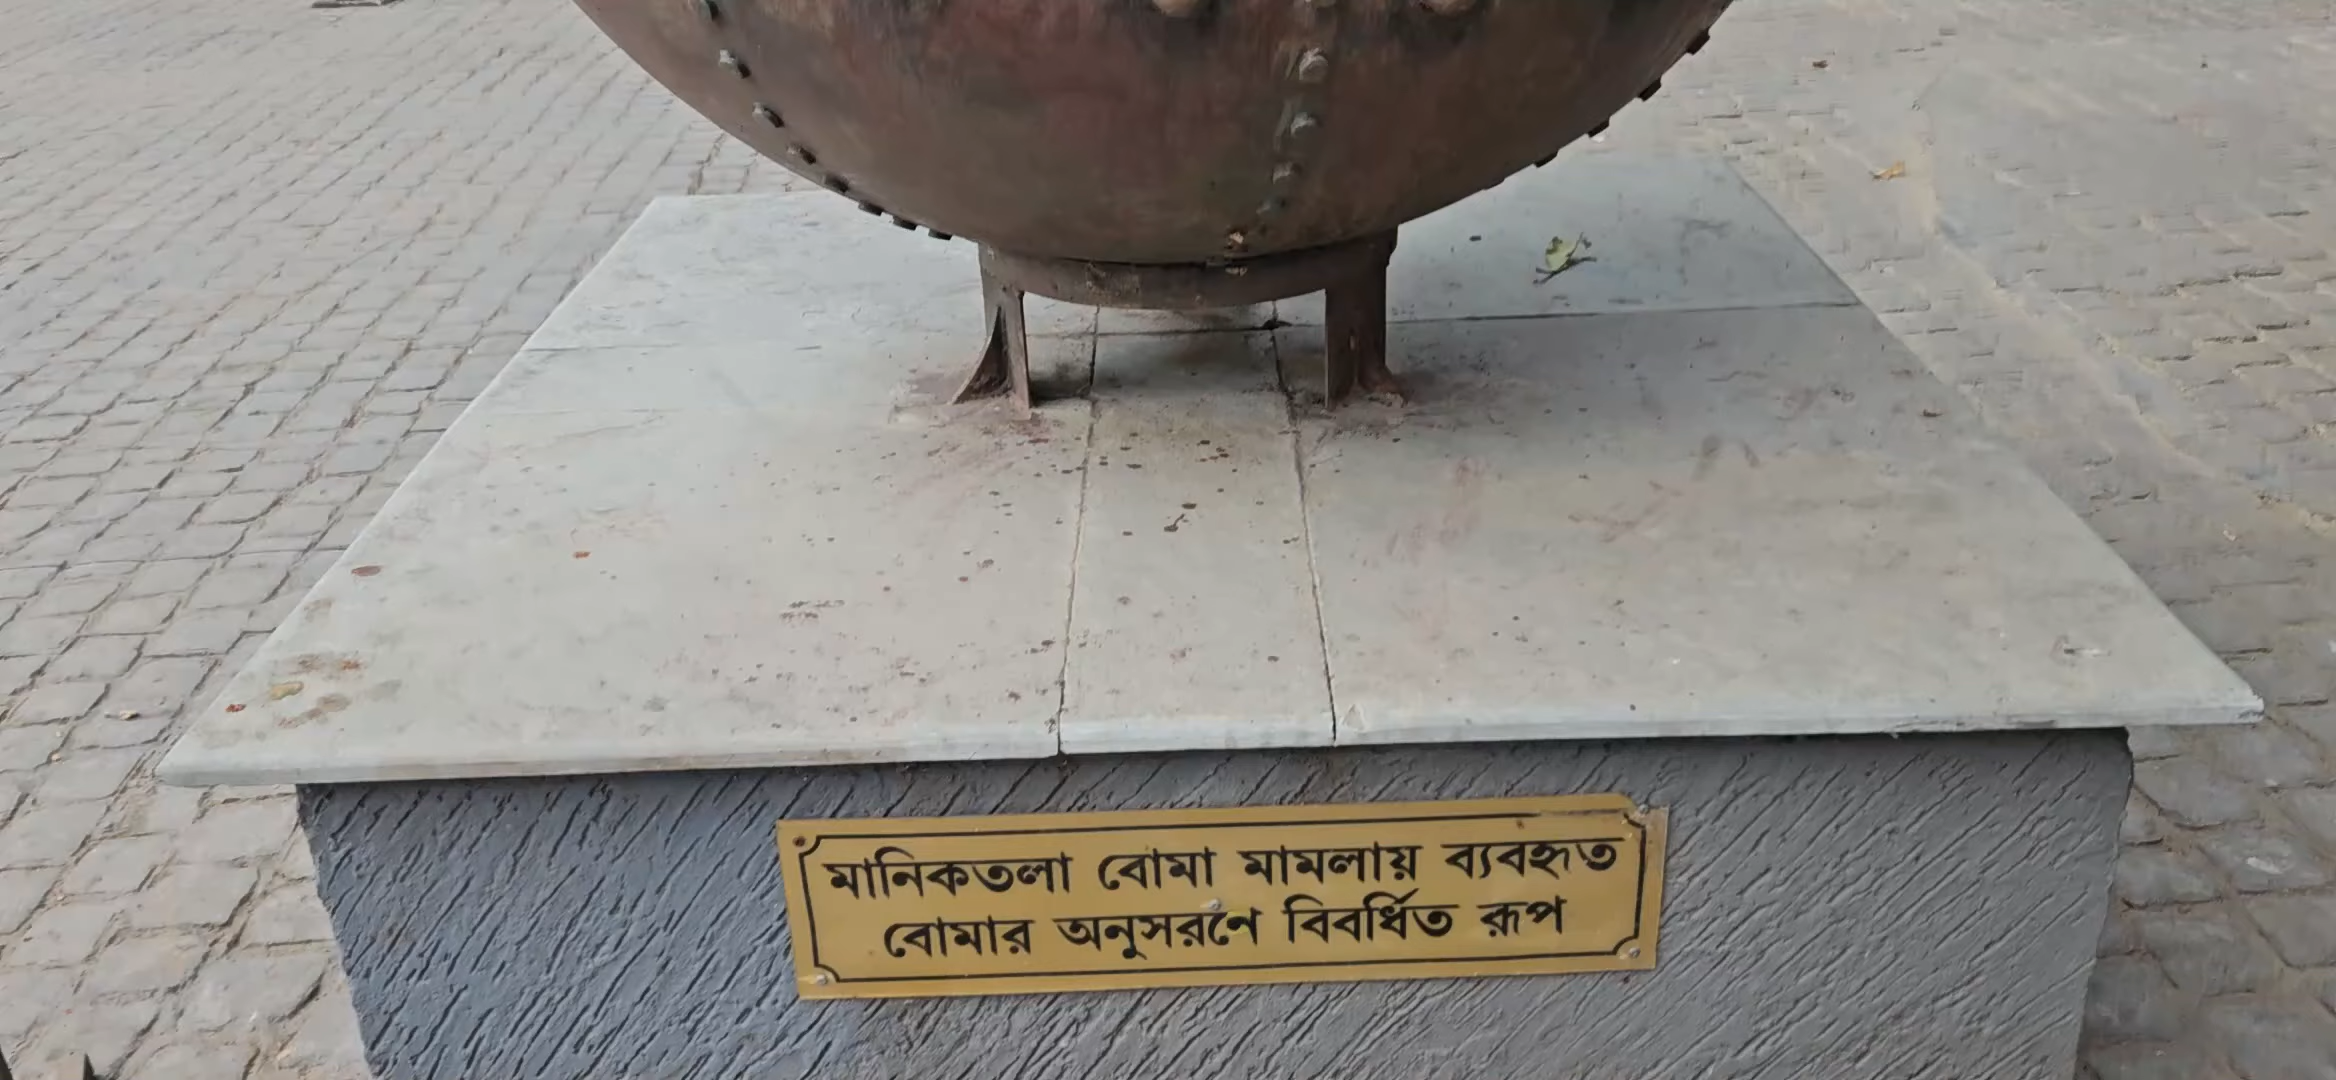 মানিকতলা বোমা মামলায় ব্যবহৃত
বোমার অনুসরণে বিবর্ধিত রূপ